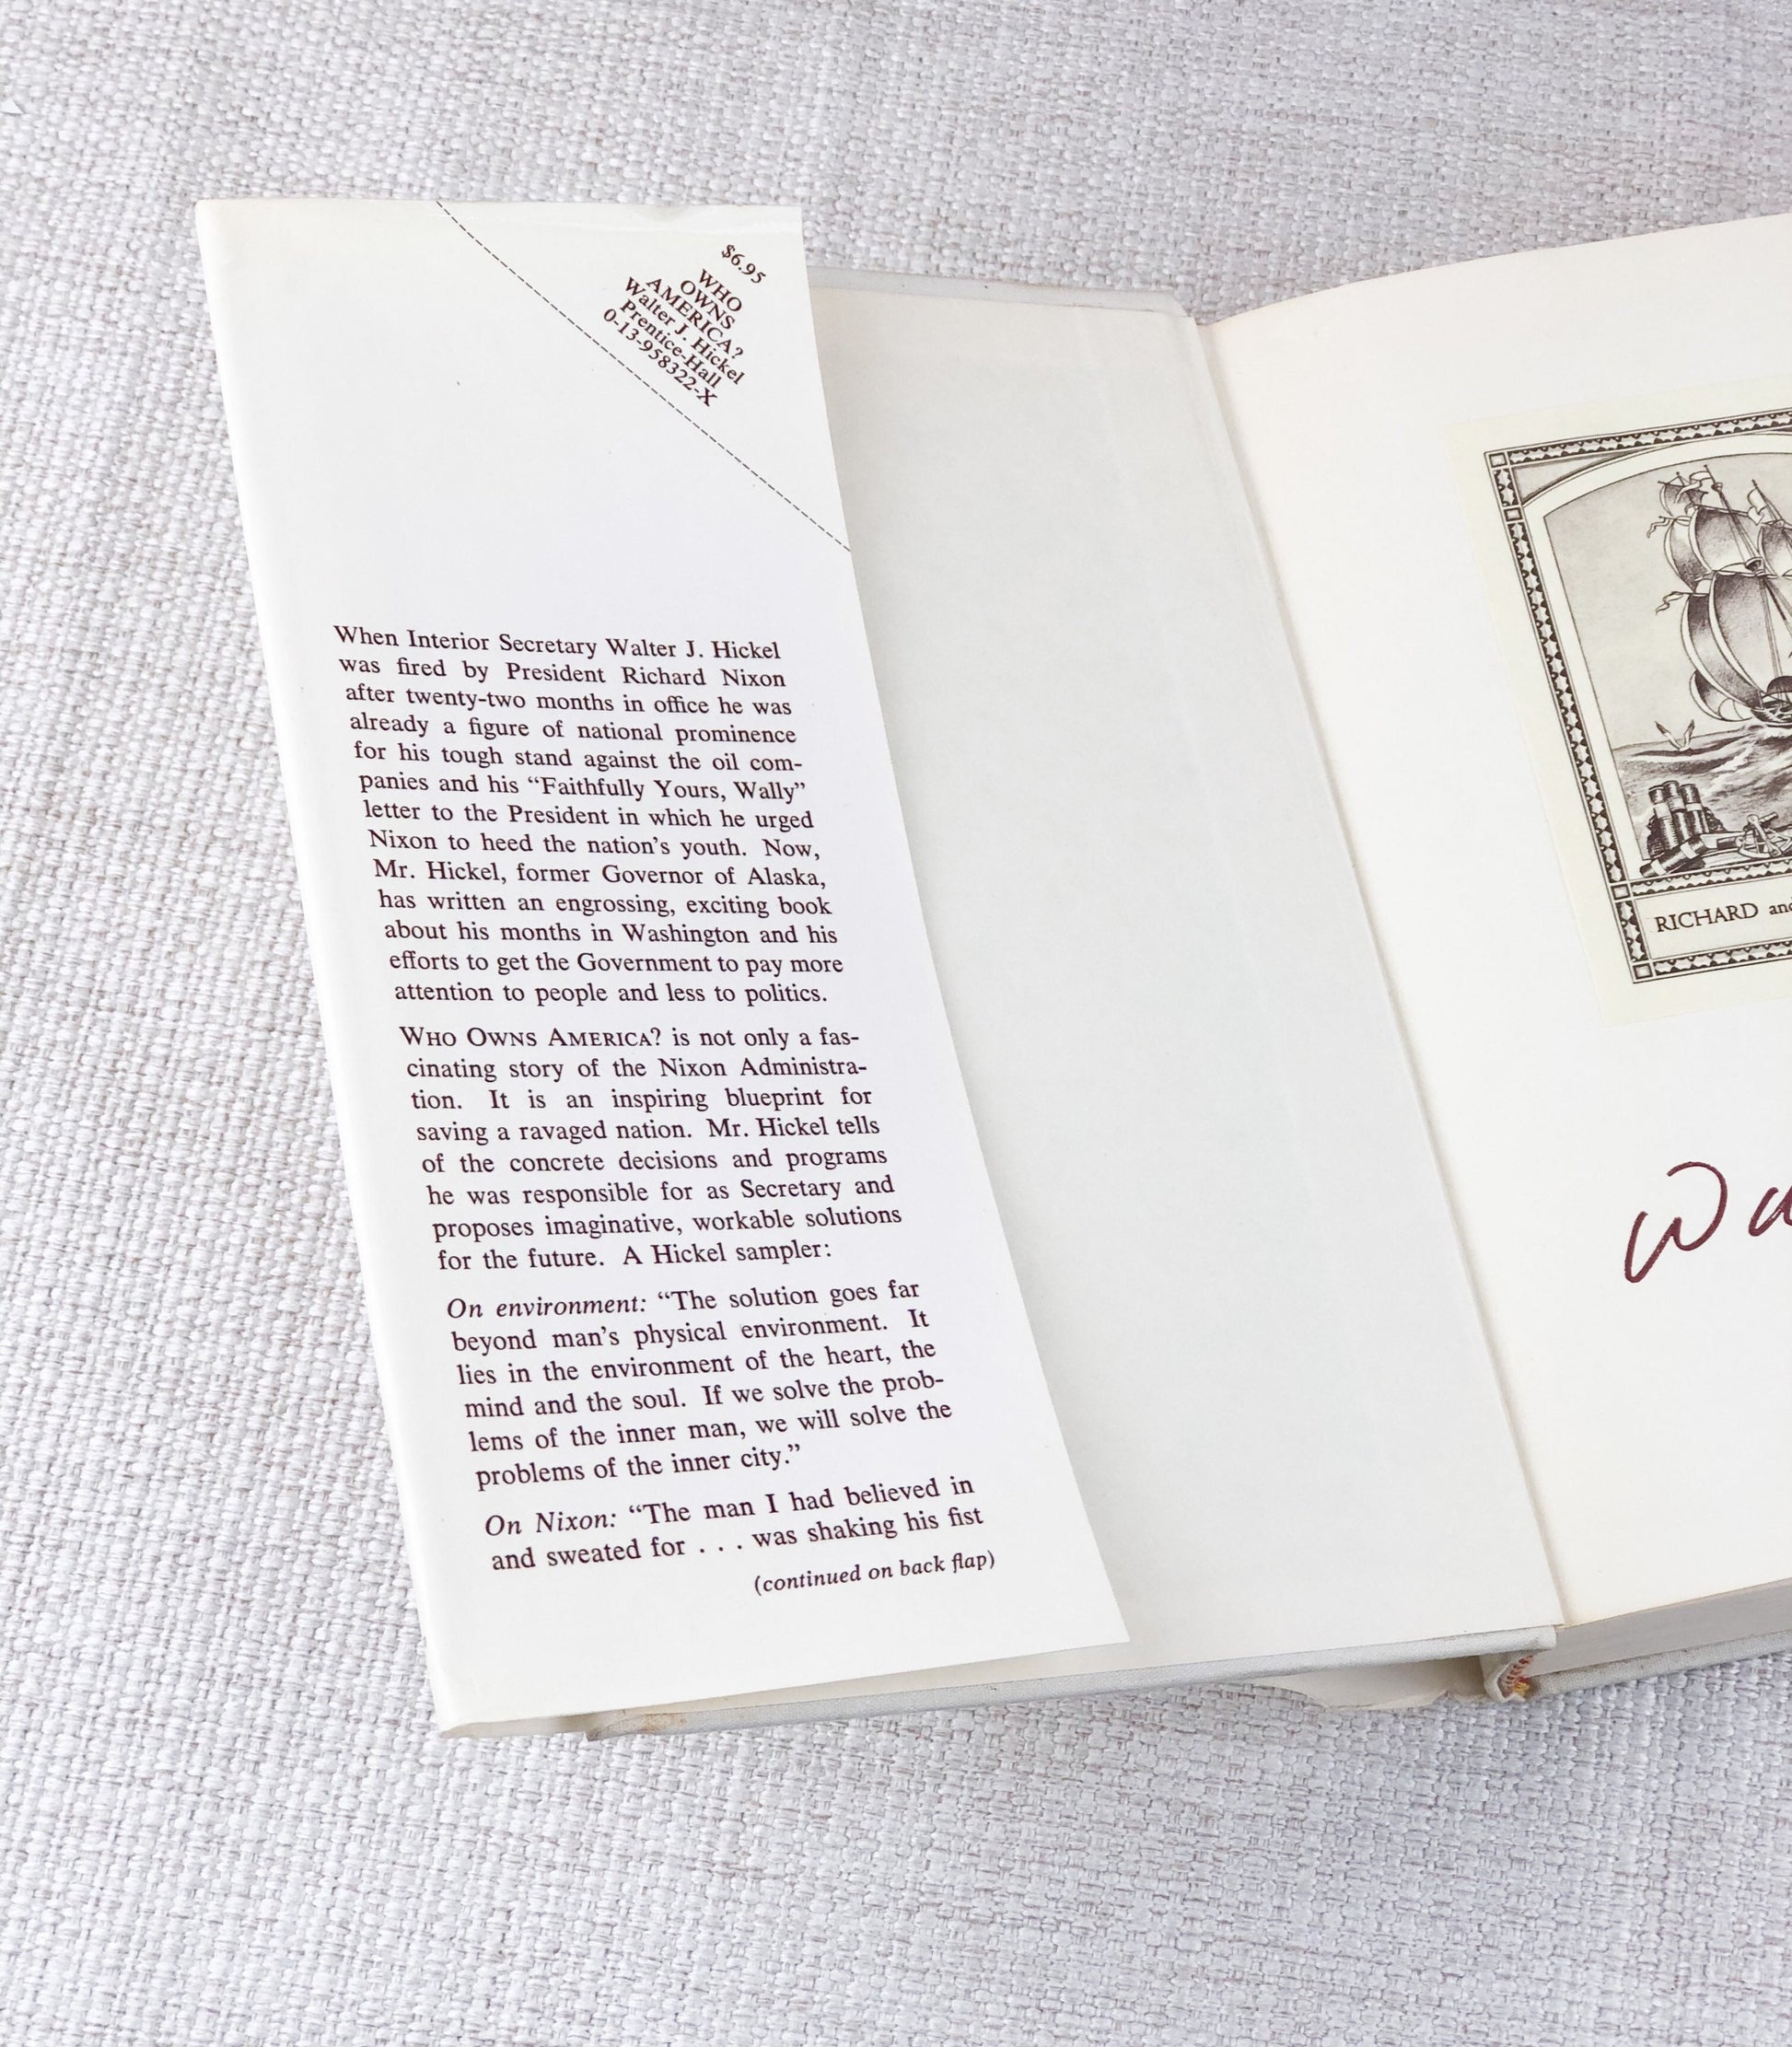 $6.95
WHO
OWNS
AMERICA?
Walter J. Hickel
Prentice-Hall
0-13-958322-X
When Interior Secretary Walter J. Hickel
was fired by President Richard Nixon
after twenty-two months in office he was
already a figure of national prominence
for his tough stand against the oil com-
panies and his “Faithfully Yours, Wally”
letter to the President in which he urged
Nixon to heed the nation’s youth. Now,
Mr. Hickel, former Governor of Alaska,
has written an engrossing, exciting book
about his months in Washington and his
efforts to get the Government to pay more
attention to people and less to politics.
WHO OWNS AMERICA? is not only a fas-
cinating story of the Nixon Administra-
tion. It is an inspiring blueprint for
saving a ravaged nation. Mr. Hickel tells
of the concrete decisions and programs
he was responsible for as Secretary and
proposes imaginative, workable solutions
for the future. A Hickel sampler:
On environment: “The solution goes far
beyond man’s physical environment. It
lies in the environment of the heart, the
mind and the soul. If we solve the prob-
lems of the inner man, we will solve the
problems of the inner city.”
On Nixon: “The man I had believed in
and sweated for . . . was shaking his fist
(continued on back flap)
RICHARD and